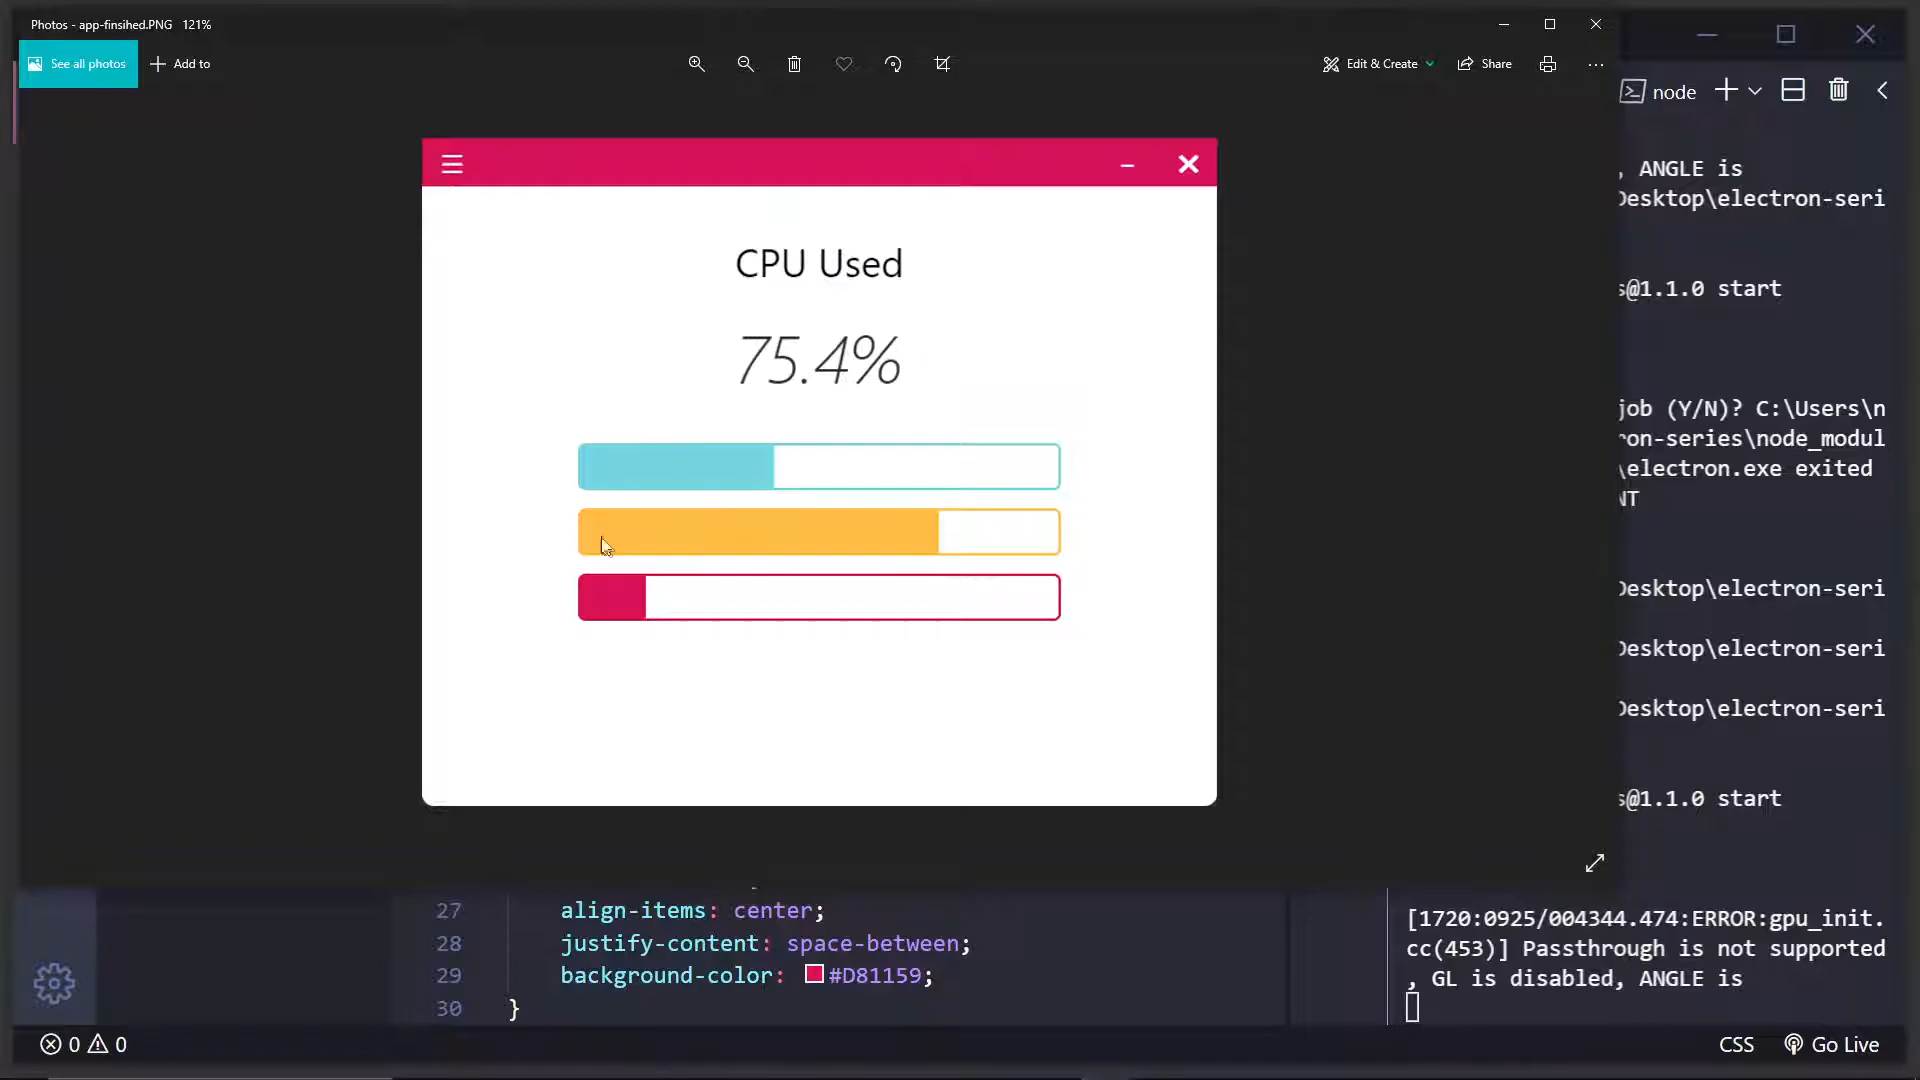 Photos - app-finsihed.PNG 121%
See all photos
Add to
Edit & Create
Share
node
CPU Used
75.4%
, ANGLE is
Desktop\electron-seri
s@1.1.0 start
job (Y/N)? C:\Users\n
ron-series\node_modul
\electron.exe exited
NT
Desktop\electron-seri
Desktop\electron-seri
Desktop\electron-seri
s@1.1.0 start
27 align-items: center;
28 justify-content: space-between;
29 background-color: #D81159;
30 }
[1720:0925/004344.474:ERROR:gpu_init.
cc(453)] Passthrough is not supported
, GL is disabled, ANGLE is
0 0
CSS
Go Live